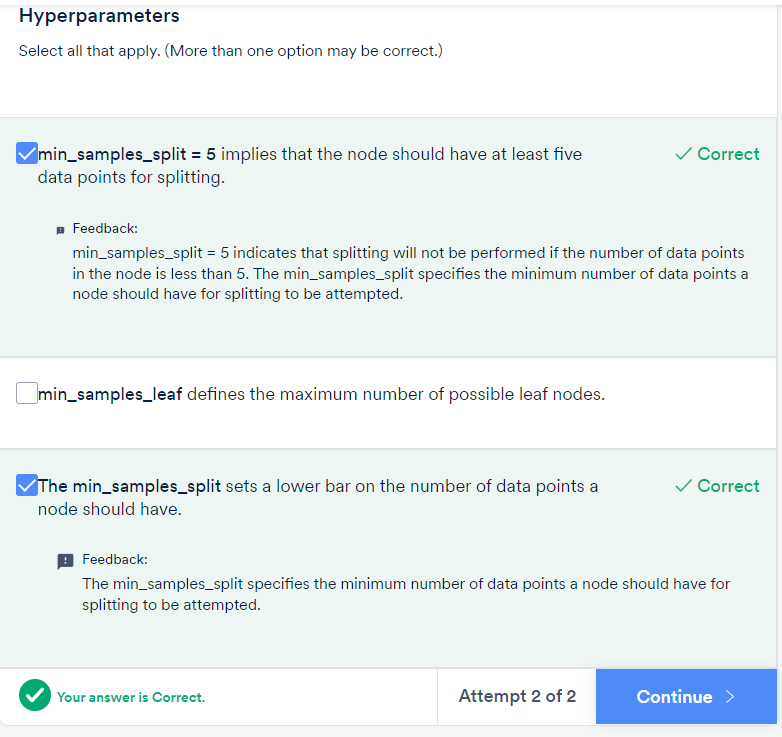 Hyperparameters
Select all that apply. (More than one option may be correct.)
min_samples_split = 5 implies that the node should have at least five
data points for splitting.
Correct
Feedback:
min_samples_split = 5 indicates that splitting will not be performed if the number of data points
in the node is less than 5. The min_samples_split specifies the minimum number of data points a
node should have for splitting to be attempted.
min_samples_leaf defines the maximum number of possible leaf nodes.
The min_samples_split sets a lower bar on the number of data points a
node should have.
Correct
Feedback:
The min_samples_split specifies the minimum number of data points a node should have for
splitting to be attempted.
Your answer is Correct.
Attempt 2 of 2
Continue